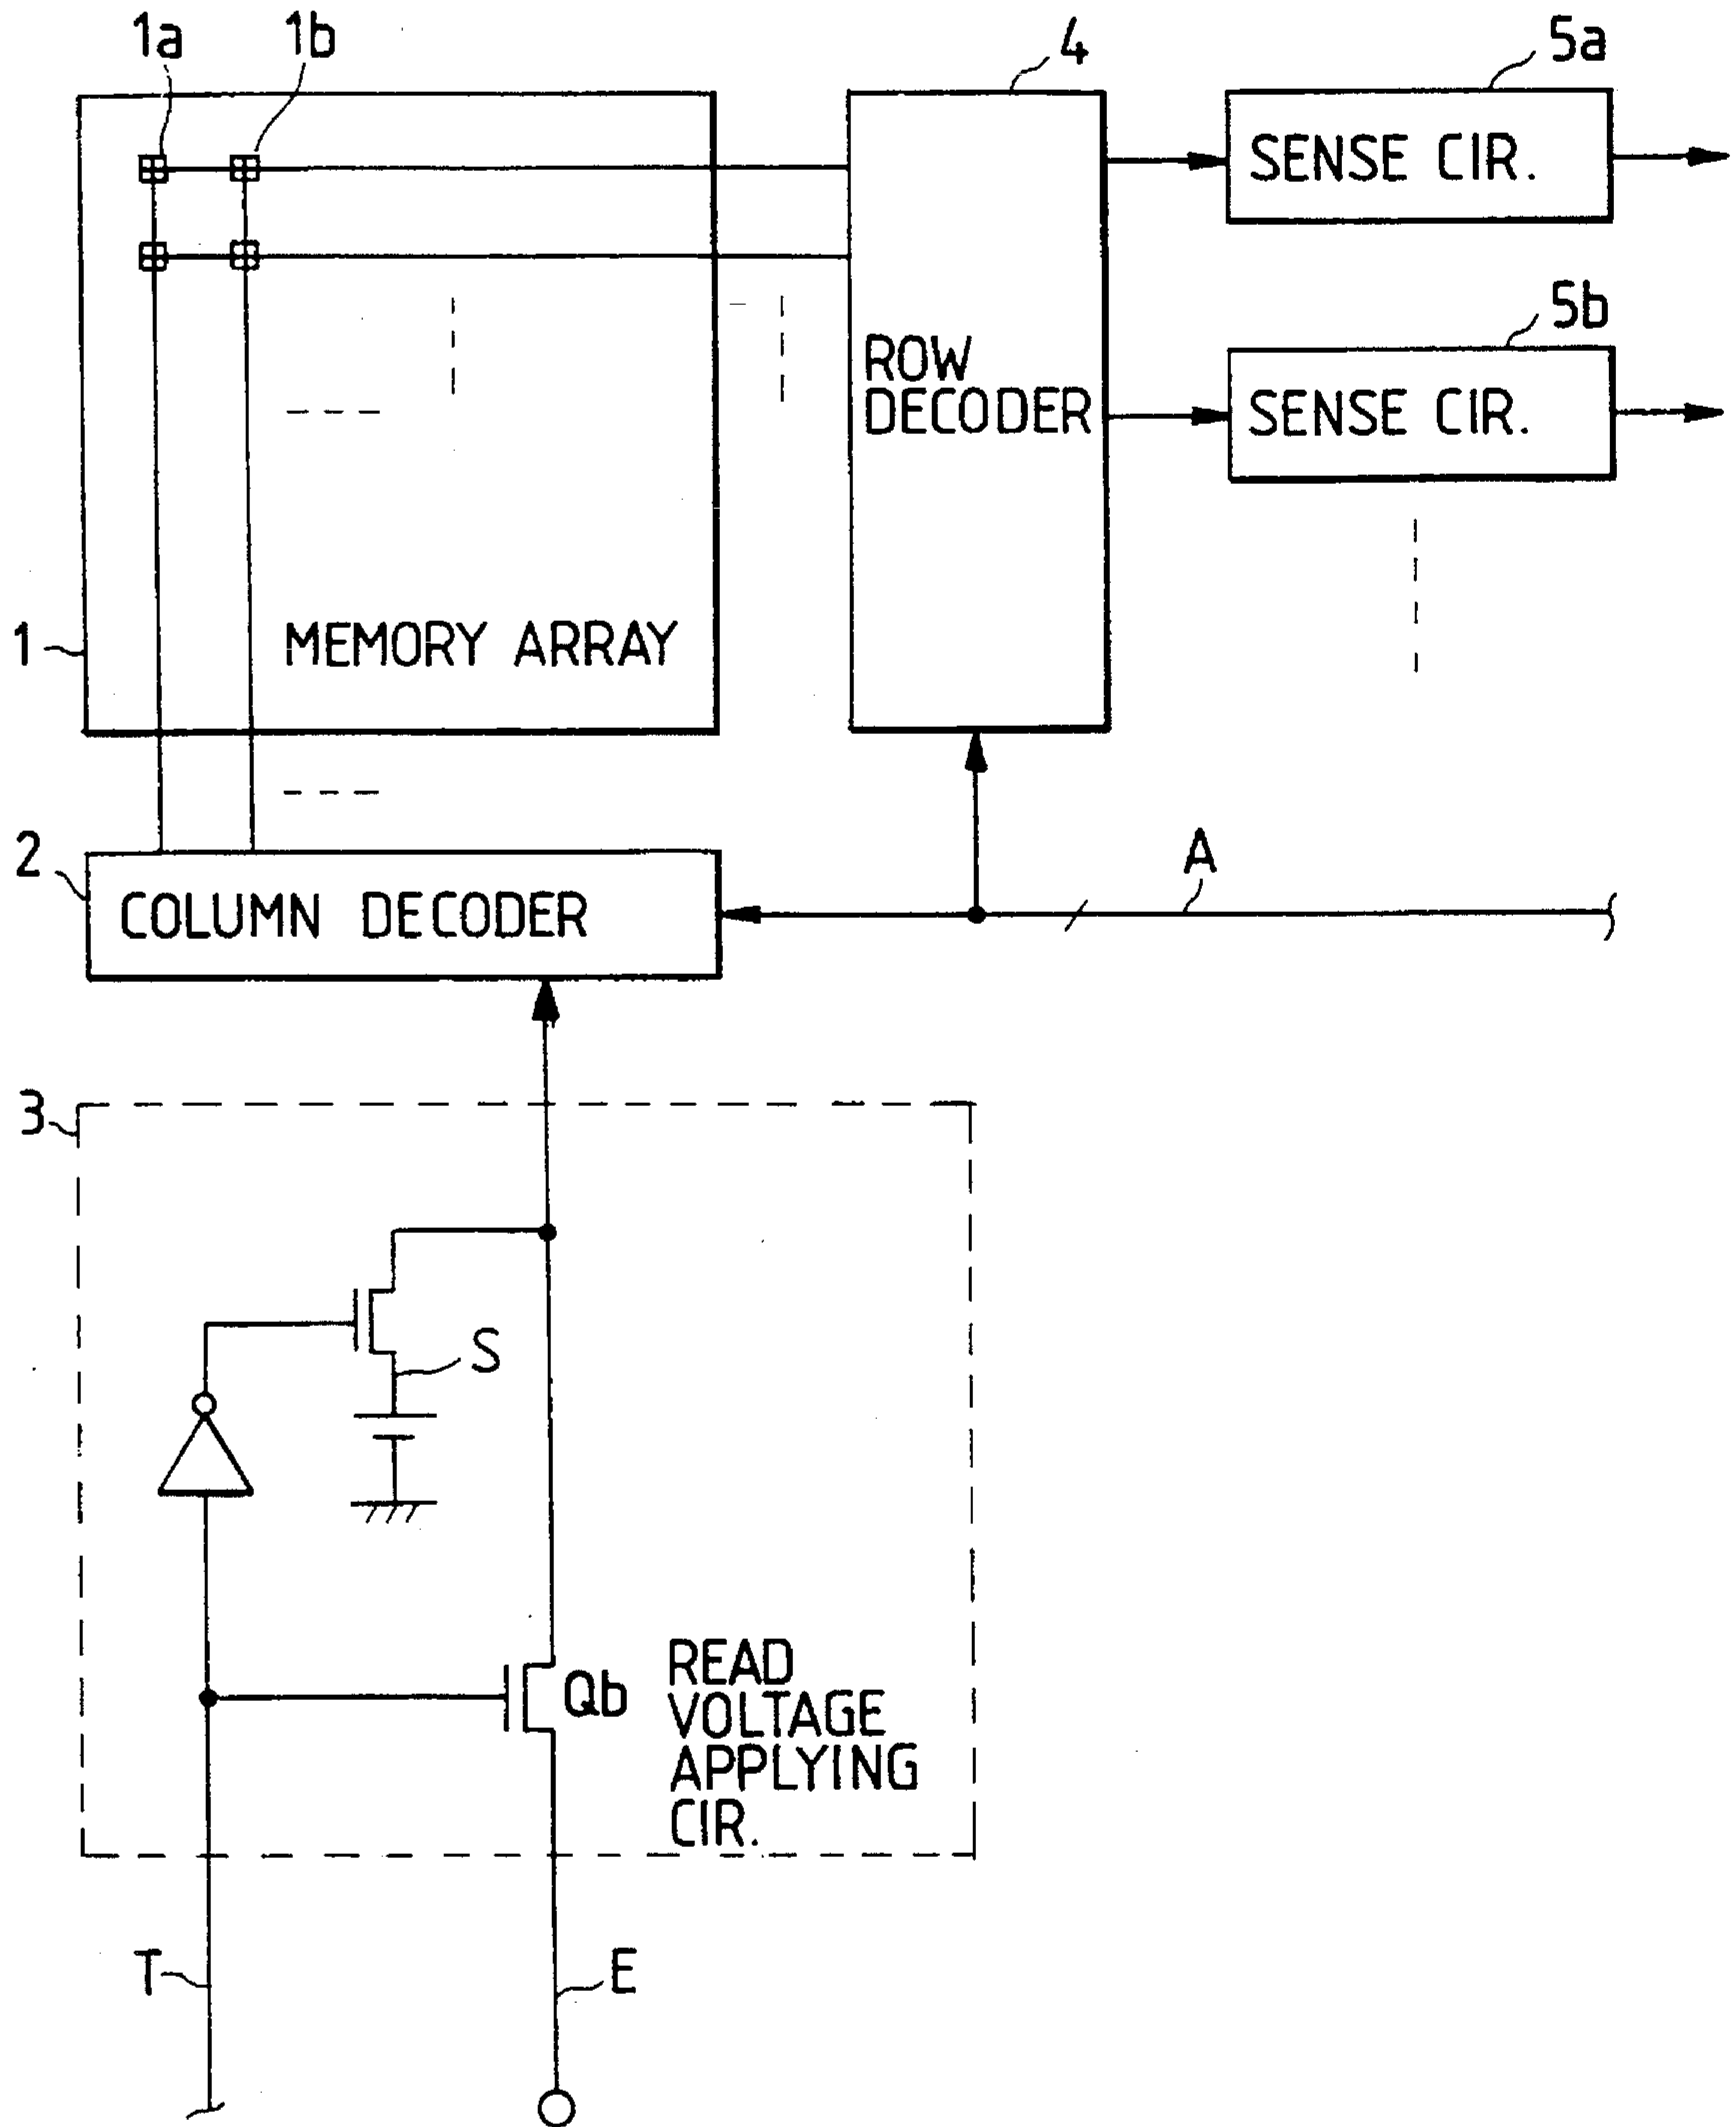 1a
1b
4
5a
SENSE CIR.
5b
ROW
DECODER
SENSE CIR.
1
MEMORY ARRAY
2
A
COLUMN DECODER
3
S
Qb
READ
VOLTAGE
APPLYING
CIR.
T
E